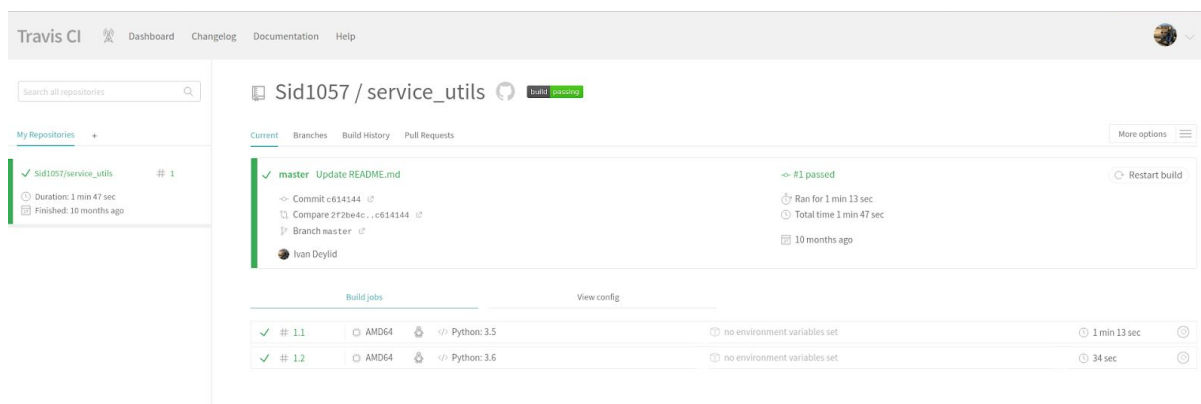 Travis CI Dashboard Changelog Documentation Help
Search all repositories
My Repositories +
Sid1057/service_utils # 1
Duration: 1 min 47 sec
Finished: 10 months ago
Sid1057 / service_utils build passing
Current Branches Build History Pull Requests More options
master Update README.md
Commit c614144
Compare 2f2be4c..c614144
Branch master
Ivan Deylid
#1 passed
Ran for 1 min 13 sec
Total time 1 min 47 sec
10 months ago
Restart build
Build jobs View config
# 1.1 AMD64 </> Python: 3.5 no environment variables set 1 min 13 sec
# 1.2 AMD64 </> Python: 3.6 no environment variables set 34 sec